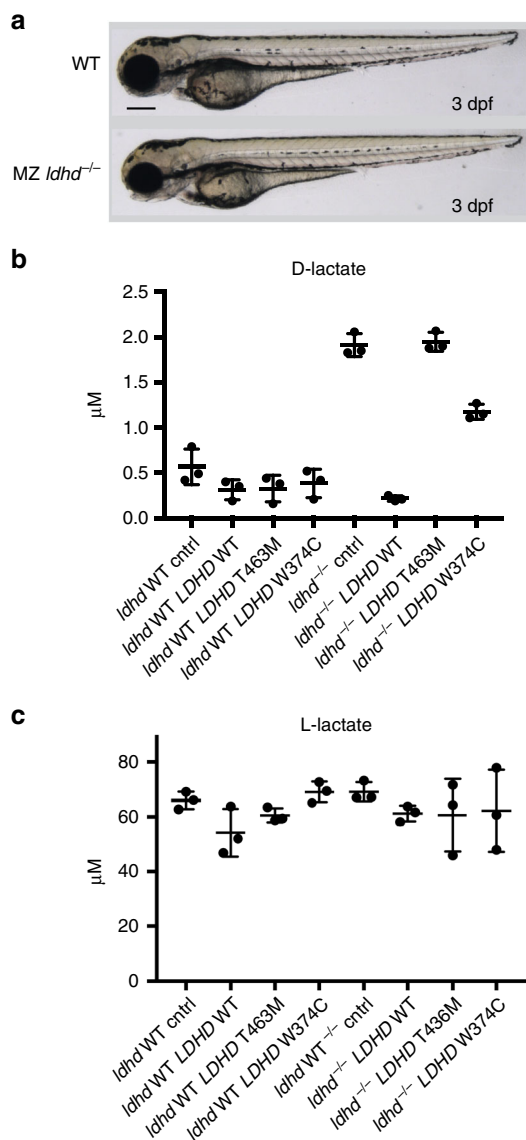 a
WT
3 dpf
MZ ldhd–/–
3 dpf
b
D-lactate
2.5
2.0
1.5
1.0
0.5
0.0
μM
ldhd WT cntrl
ldhd WT LDHD WT
ldhd WT LDHD T463M
ldhd WT LDHD W374C
ldhd–/– cntrl
ldhd–/– LDHD WT
ldhd–/– LDHD T463M
ldhd–/– LDHD W374C
c
L-lactate
80
60
40
20
0
μM
ldhd WT cntrl
ldhd WT LDHD WT
ldhd WT LDHD T463M
ldhd WT LDHD W374C
ldhd WT–/– cntrl
ldhd–/– LDHD WT
ldhd–/– LDHD T436M
ldhd–/– LDHD W374C